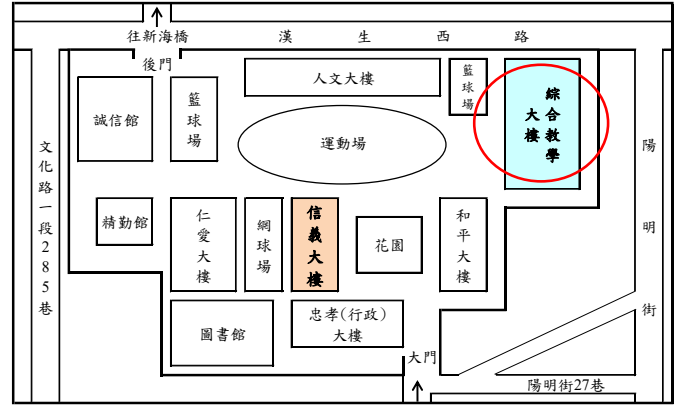 往新海橋
漢生西路
後門
人文大樓
籃球場
綜合教學大樓
籃球場
誠信館
運動場
文化路一段285巷
陽明街
精勤館
仁愛大樓
網球場
信義大樓
花園
和平大樓
圖書館
忠孝(行政)
大樓
大門
陽明街27巷